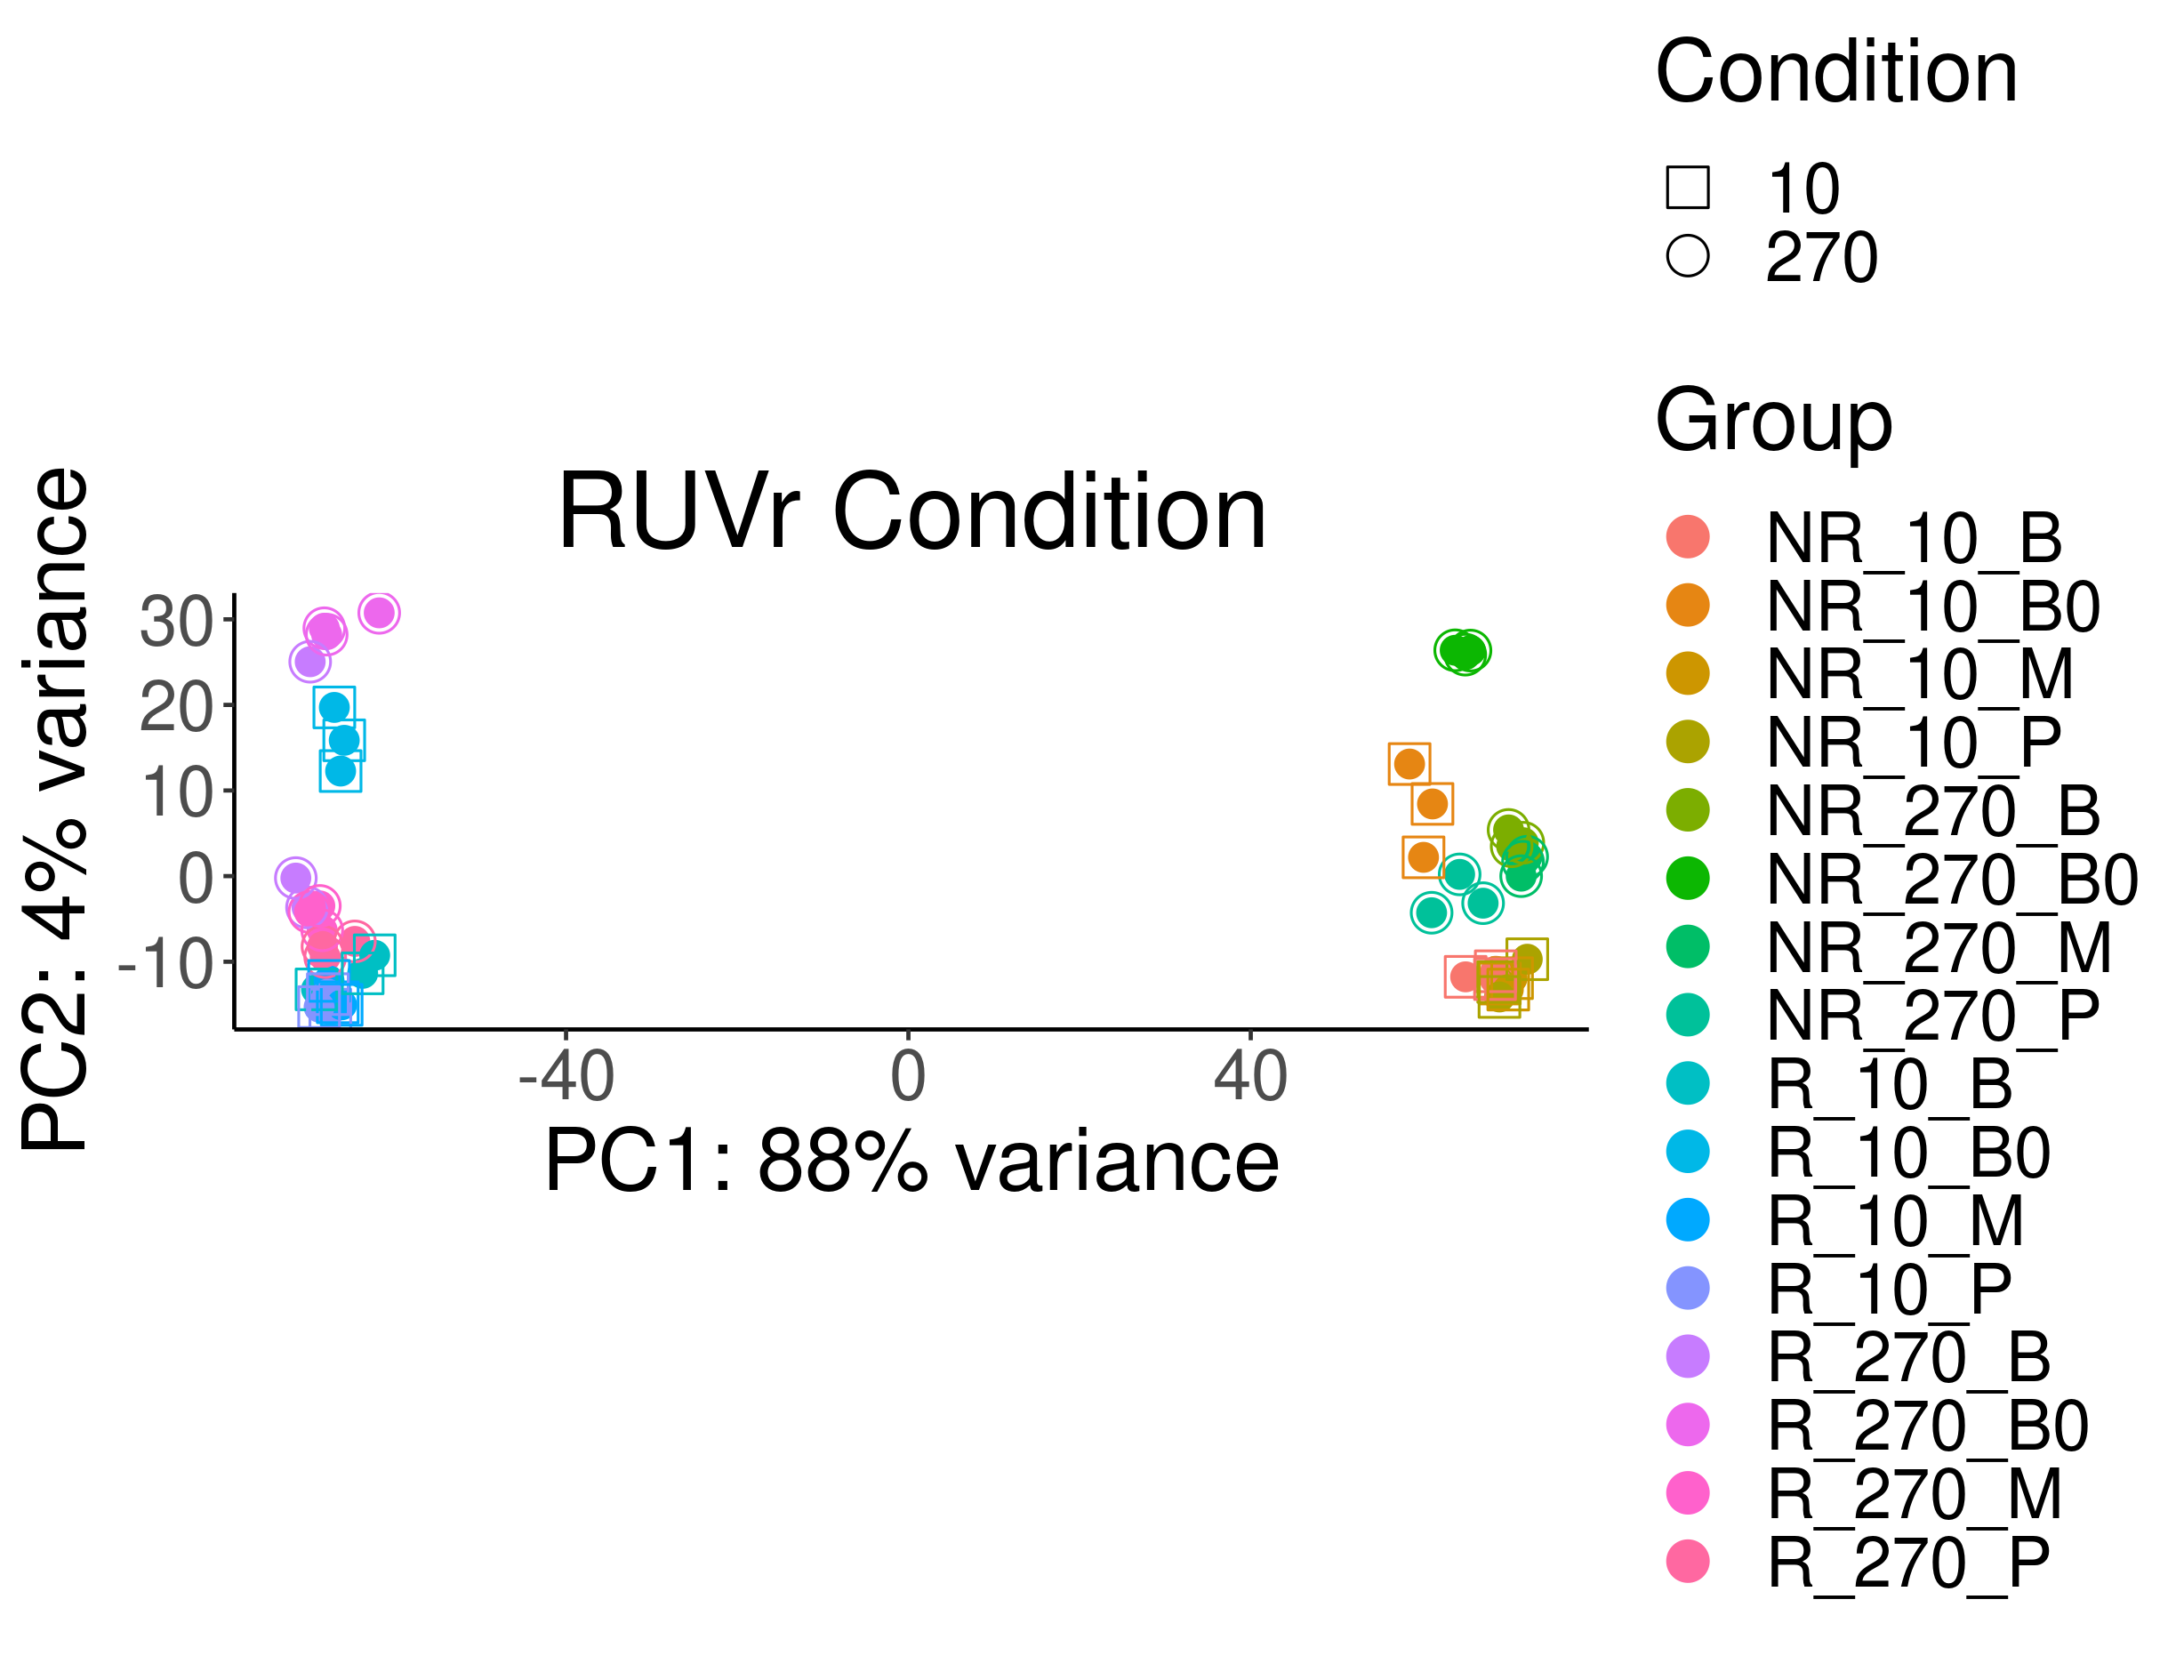 RUVr Condition
PC2: 4% variance
30
20
10
0
-10
-40
0
40
PC1: 88% variance
Condition
10
270
Group
NR_10_B
NR_10_B0
NR_10_M
NR_10_P
NR_270_B
NR_270_B0
NR_270_M
NR_270_P
R_10_B
R_10_B0
R_10_M
R_10_P
R_270_B
R_270_B0
R_270_M
R_270_P